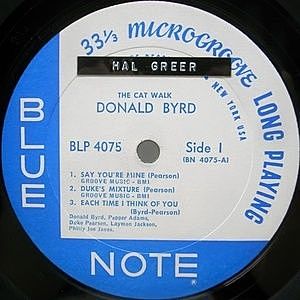 33⅓ MICROGROOVE LONG PLAYING
NEW YORK USA
HAL GREER
THE CAT WALK
DONALD BYRD
BLP 4075 Side 1
(BN 4075-A)
1. SAY YOU'RE MINE (Pearson)
GROOVE MUSIC - BMI
2. DUKE'S MIXTURE (Pearson)
GROOVE MUSIC - BMI
3. EACH TIME I THINK OF YOU
(Byrd-Pearson)
Donald Byrd, Pepper Adams,
Duke Pearson, Laymon Jackson,
Philly Joe Jones.
BLUE
NOTE ®